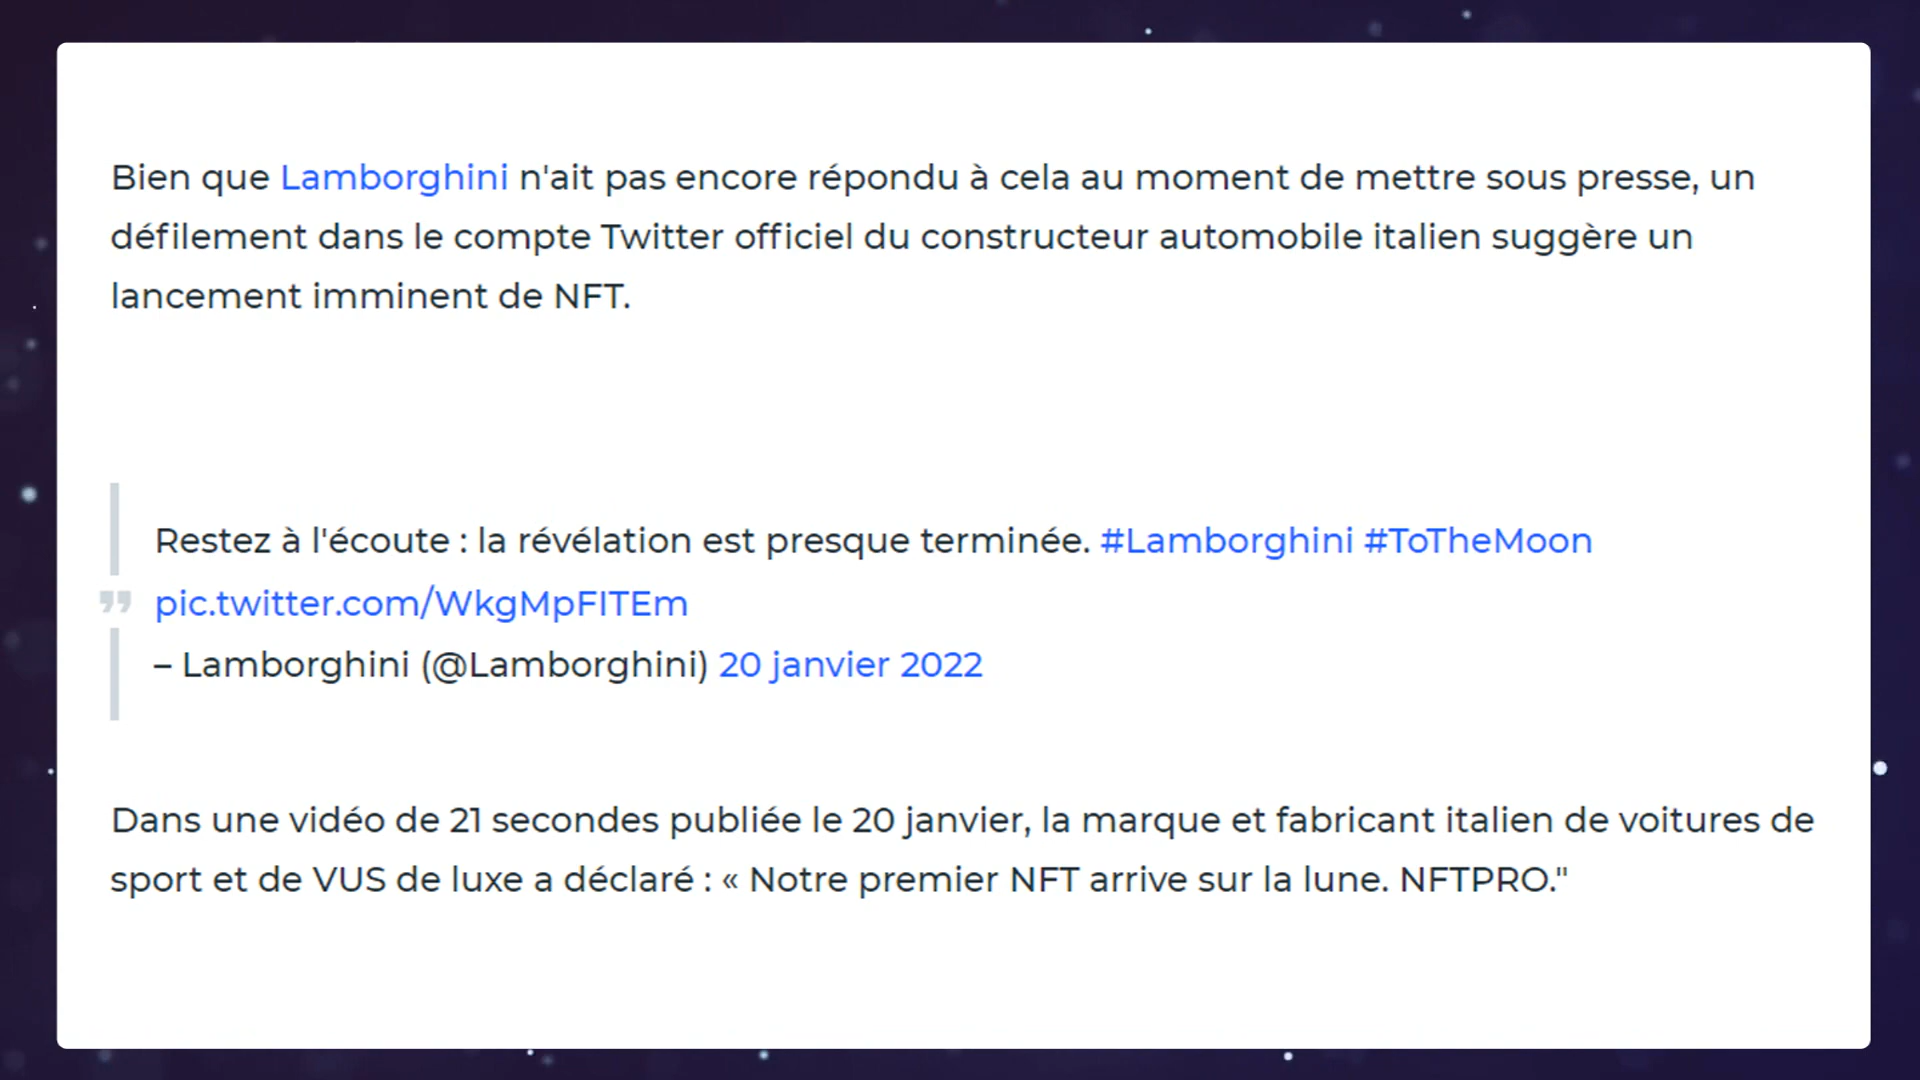 Bien que Lamborghini n'ait pas encore répondu à cela au moment de mettre sous presse, un
défilement dans le compte Twitter officiel du constructeur automobile italien suggère un
lancement imminent de NFT.
Restez à l'écoute : la révélation est presque terminée. #Lamborghini #ToTheMoon
pic.twitter.com/WkgMpFITEm
– Lamborghini (@Lamborghini) 20 janvier 2022
Dans une vidéo de 21 secondes publiée le 20 janvier, la marque et fabricant italien de voitures de
sport et de VUS de luxe a déclaré : « Notre premier NFT arrive sur la lune. NFTPRO."